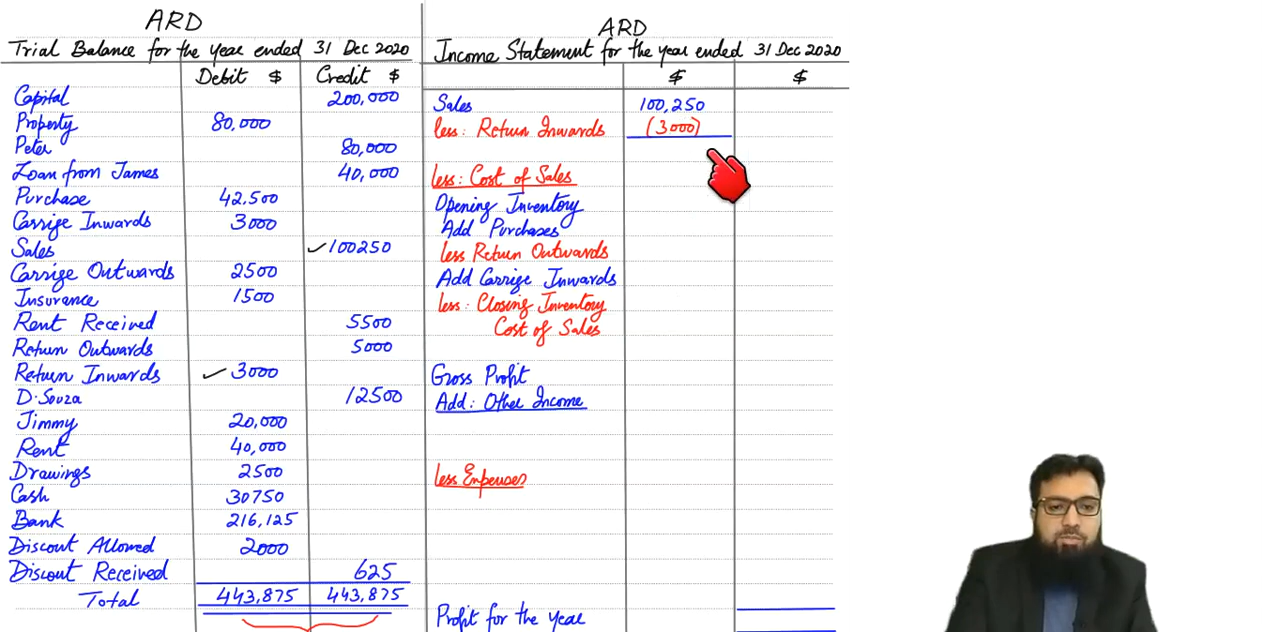 ARD
Trial Balance for the Year ended 31 Dec 2020
Debit $ Credit $
Capital 200,000
Property 80,000
Peter 80,000
Loan from James 40,000
Purchase 42,500
Carrige Inwards 3000
Sales ✓100250
Carrige Outwards 2500
Insurance 1500
Rent Received 5500
Return Outwards 5000
Return Inwards ✓3000
D.Souza 12500
Jimmy 20,000
Rent 40,000
Drawings 2500
Cash 30750
Bank 216,125
Discout Allowed 2000
Discout Received 625
Total 443,875 443,875
ARD
Income Statement for the year ended 31 Dec 2020
$ $
Sales 100,250
less: Return Inwards (3000)
less: Cost of Sales
Opening Inventory
Add Purchases
less Return Outwards
Add Carrige Inwards
less: Closing Inventory
Cost of Sales
Gross Profit
Add: Other Income
less Expenses
Profit for the year